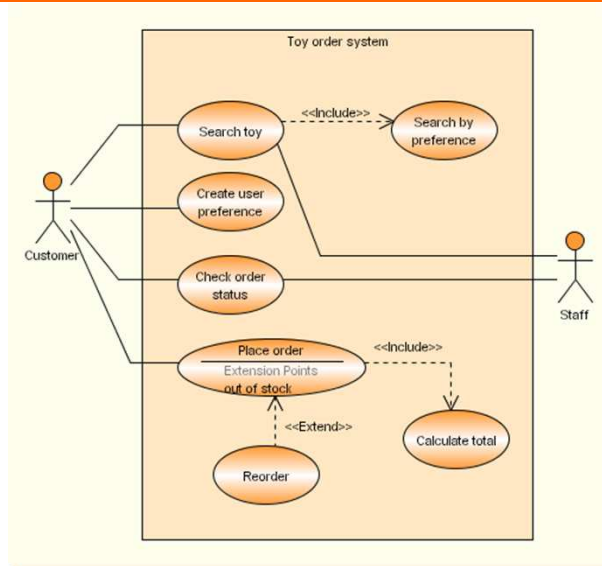 Toy order system
<<Include>>
Search toy
Search by
preference
Create user
preference
Customer
Check order
status
Staff
Place order
Extension Points
out of stock
<<Include>>
<<Extend>>
Calculate total
Reorder